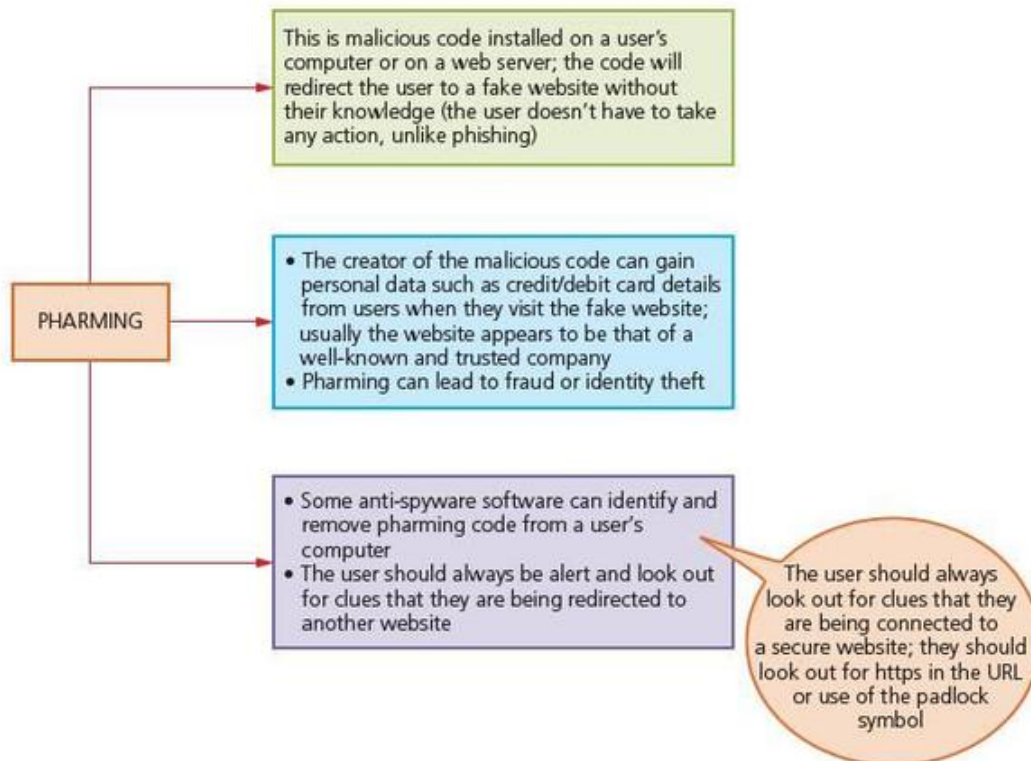 This is malicious code installed on a user's
computer or on a web server; the code will
redirect the user to a fake website without
their knowledge (the user doesn't have to take
any action, unlike phishing)
PHARMING
• The creator of the malicious code can gain
personal data such as credit/debit card details
from users when they visit the fake website;
usually the website appears to be that of a
well-known and trusted company
• Pharming can lead to fraud or identity theft
• Some anti-spyware software can identify and
remove pharming code from a user's
computer
• The user should always be alert and look out
for clues that they are being redirected to
another website
The user should always
look out for clues that they
are being connected to
a secure website; they should
look out for https in the URL
or use of the padlock
symbol